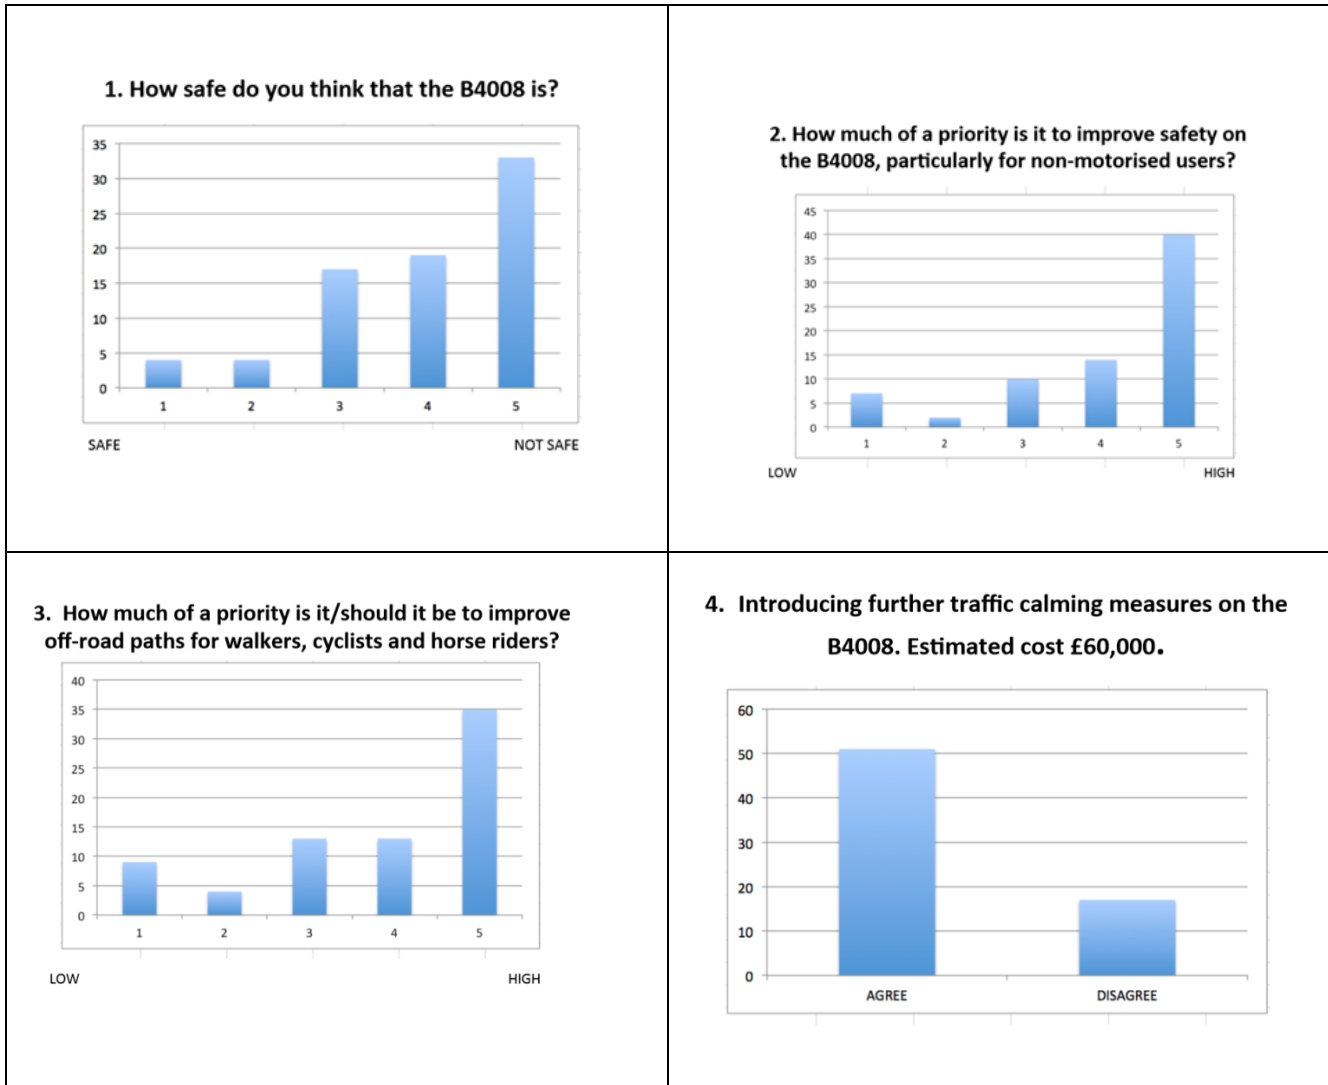 1. How safe do you think that the B4008 is?
35
30
25
20
15
10
5
0
1 2 3 4 5
SAFE NOT SAFE
2. How much of a priority is it to improve safety on
the B4008, particularly for non-motorised users?
45
40
35
30
25
20
15
10
5
0
1 2 3 4 5
LOW HIGH
3. How much of a priority is it/should it be to improve
off-road paths for walkers, cyclists and horse riders?
40
35
30
25
20
15
10
5
0
1 2 3 4 5
LOW HIGH
4. Introducing further traffic calming measures on the
B4008. Estimated cost £60,000.
60
50
40
30
20
10
0
AGREE DISAGREE